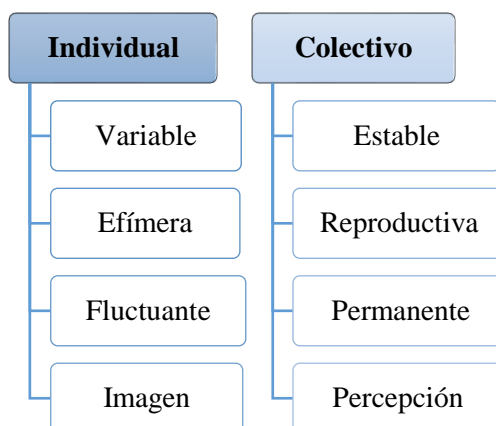 Individual
Variable
Efímera
Fluctuante
Imagen
Colectivo
Estable
Reproductiva
Permanente
Percepción